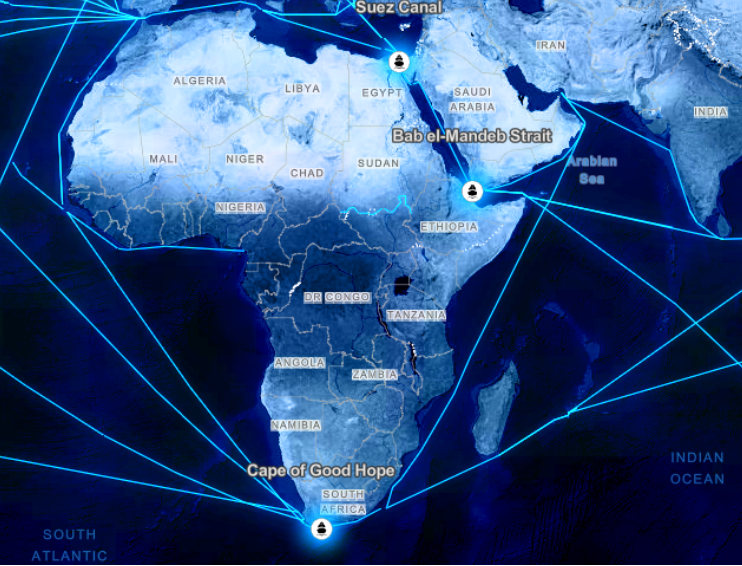 Suez Canal
IRAN
ALGERIA
LIBYA
EGYPT
SAUDI
ARABIA
INDIA
Bab el-Mandeb Strait
MALI
NIGER
CHAD
SUDAN
Arabian
Sea
NIGERIA
ETHIOPIA
DR CONGO
TANZANIA
ANGOLA
ZAMBIA
NAMIBIA
Cape of Good Hope
INDIAN
OCEAN
SOUTH
AFRICA
SOUTH
ATLANTIC